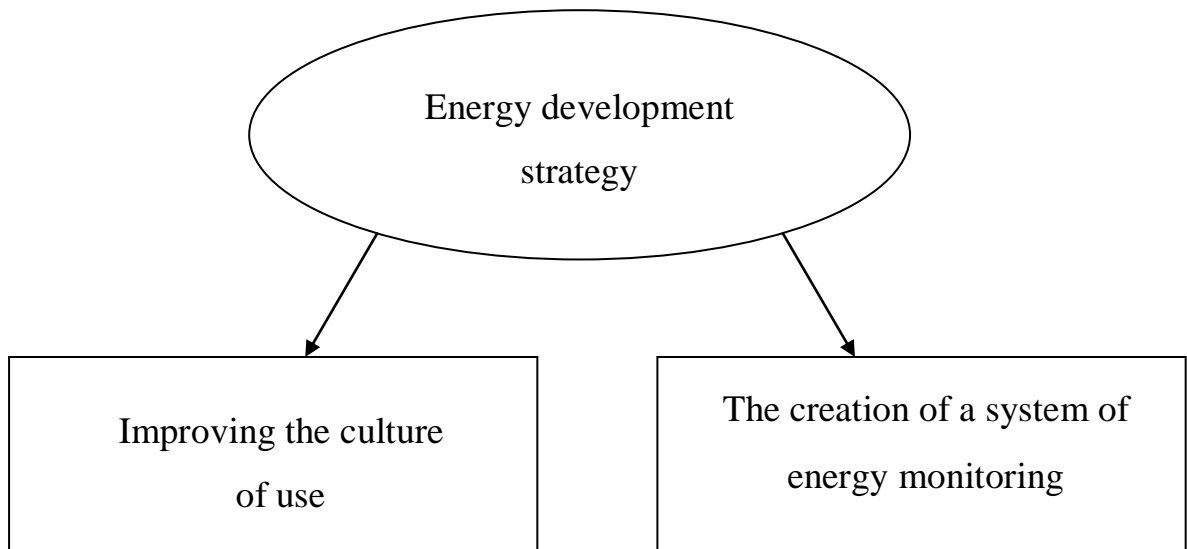 Energy development
strategy
Improving the culture
of use
The creation of a system of
energy monitoring